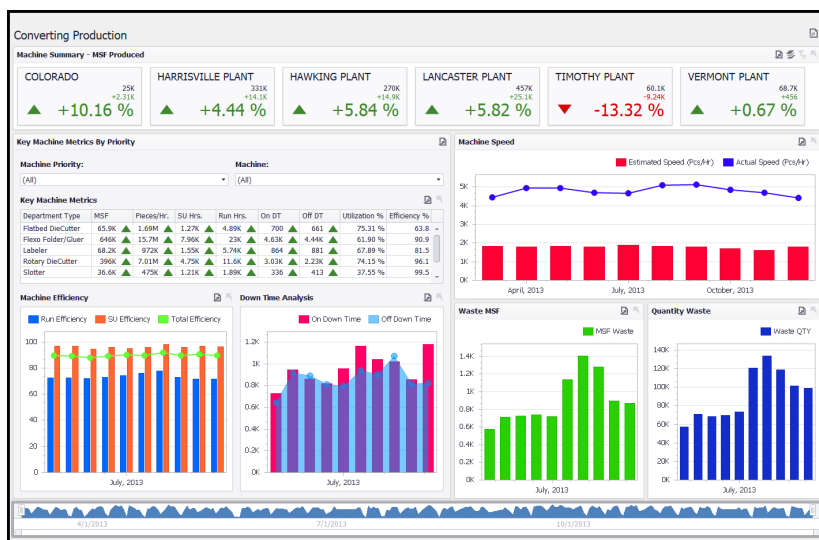 Converting Production
Machine Summary - MSF Produced
COLORADO
25K
+2.31K
+10.16 %
HARRISVILLE PLANT
331K
+14.1K
+4.44 %
HAWKING PLANT
270K
+14.9K
+5.84 %
LANCASTER PLANT
457K
+25.1K
+5.82 %
TIMOTHY PLANT
60.1K
-9.24K
-13.32 %
VERMONT PLANT
68.7K
+456
+0.67 %
Key Machine Metrics By Priority
Machine Priority: Machine:
(All) (All)
Key Machine Metrics
Department Type MSF Pieces/Hr. SU Hrs. Run Hrs. On DT Off DT Utilization % Efficiency %
Flatbed DieCutter 65.9K 1.69M 1.27K 4.89K 700 661 75.31 % 63.8
Flexo Folder/Gluer 646K 15.7M 7.96K 23K 4.63K 4.44K 61.90 % 90.9
Labeler 68.2K 972K 1.55K 5.74K 864 881 67.89 % 81.5
Rotary DieCutter 396K 7.01M 4.75K 11.6K 3.03K 2.23K 74.15 % 96.1
Slotter 36.6K 475K 1.21K 1.89K 336 413 37.55 % 99.5
Machine Speed
Estimated Speed (Pcs/Hr) Actual Speed (Pcs/Hr)
5K
4K
3K
2K
1K
0K
April, 2013 July, 2013 October, 2013
Machine Efficiency
Run Efficiency SU Efficiency Total Efficiency
100
80
60
40
20
0
July, 2013
Down Time Analysis
On Down Time Off Down Time
1.2K
1K
0.8K
0.6K
0.4K
0.2K
0K
July, 2013
Waste MSF
MSF Waste
1.4K
1.2K
1K
0.8K
0.6K
0.4K
0.2K
0K
July, 2013
Quantity Waste
Waste QTY
140K
120K
100K
80K
60K
40K
20K
0K
July, 2013
4/1/2013 7/1/2013 10/1/2013